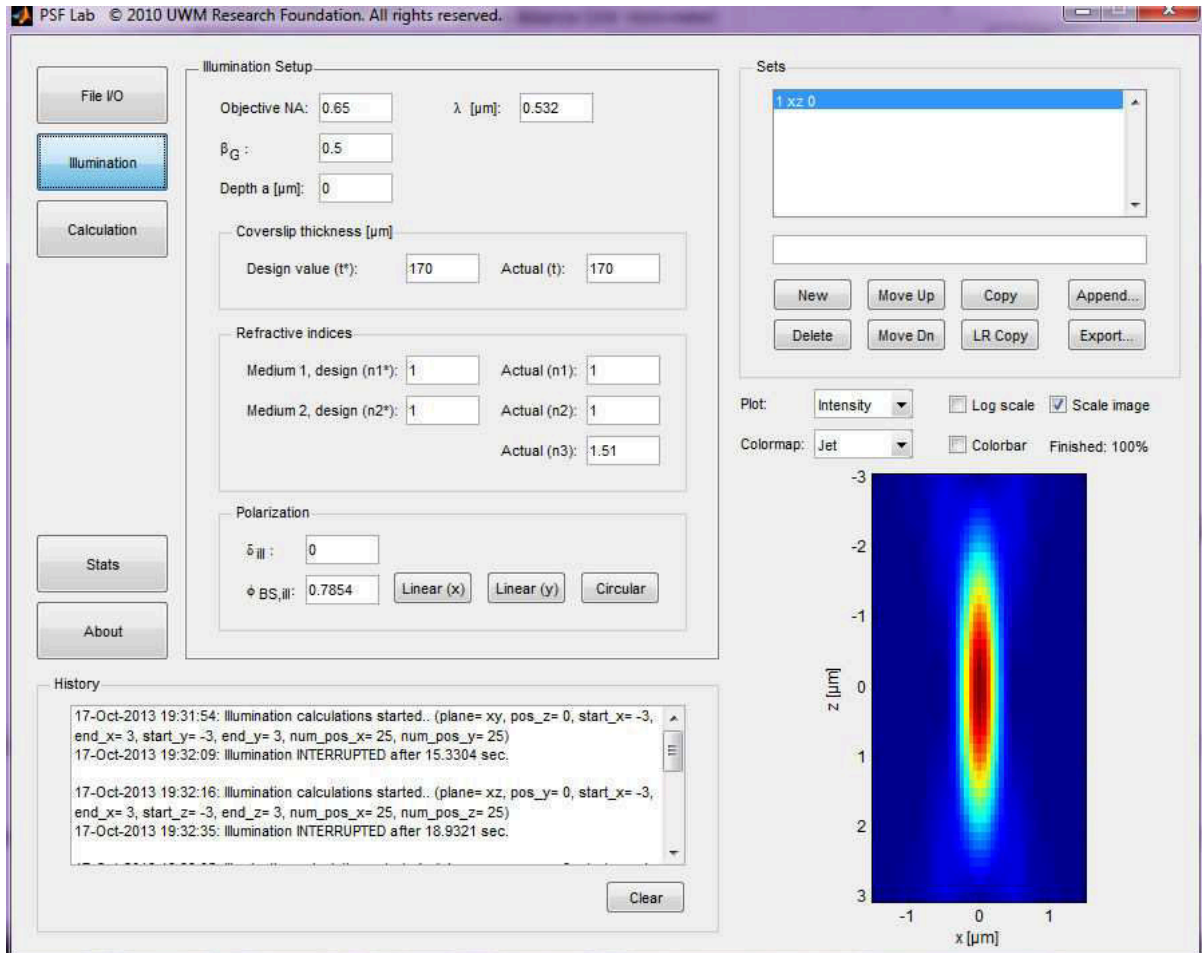 PSF Lab © 2010 UWM Research Foundation. All rights reserved.
File I/O
Illumination
Calculation
Stats
About
Illumination Setup
Objective NA: 0.65 λ [µm]: 0.532
βG : 0.5
Depth a [µm]: 0
Coverslip thickness [µm]
Design value (t*): 170 Actual (t): 170
Refractive indices
Medium 1, design (n1*): 1 Actual (n1): 1
Medium 2, design (n2*): 1 Actual (n2): 1
Actual (n3): 1.51
Polarization
δill : 0
ϕBS,ill: 0.7854 Linear (x) Linear (y) Circular
History
17-Oct-2013 19:31:54: Illumination calculations started.. (plane= xy, pos_z= 0, start_x= -3,
end_x= 3, start_y= -3, end_y= 3, num_pos_x= 25, num_pos_y= 25)
17-Oct-2013 19:32:09: Illumination INTERRUPTED after 15.3304 sec.
17-Oct-2013 19:32:16: Illumination calculations started.. (plane= xz, pos_y= 0, start_x= -3,
end_x= 3, start_z= -3, end_z= 3, num_pos_x= 25, num_pos_z= 25)
17-Oct-2013 19:32:35: Illumination INTERRUPTED after 18.9321 sec.
Clear
Sets
1 xz 0
New Move Up Copy Append...
Delete Move Dn LR Copy Export...
Plot: Intensity Log scale Scale image
Colormap: Jet Colorbar Finished: 100%
-3
-2
-1
0
1
2
3
z [µm]
-1 0 1
x [µm]